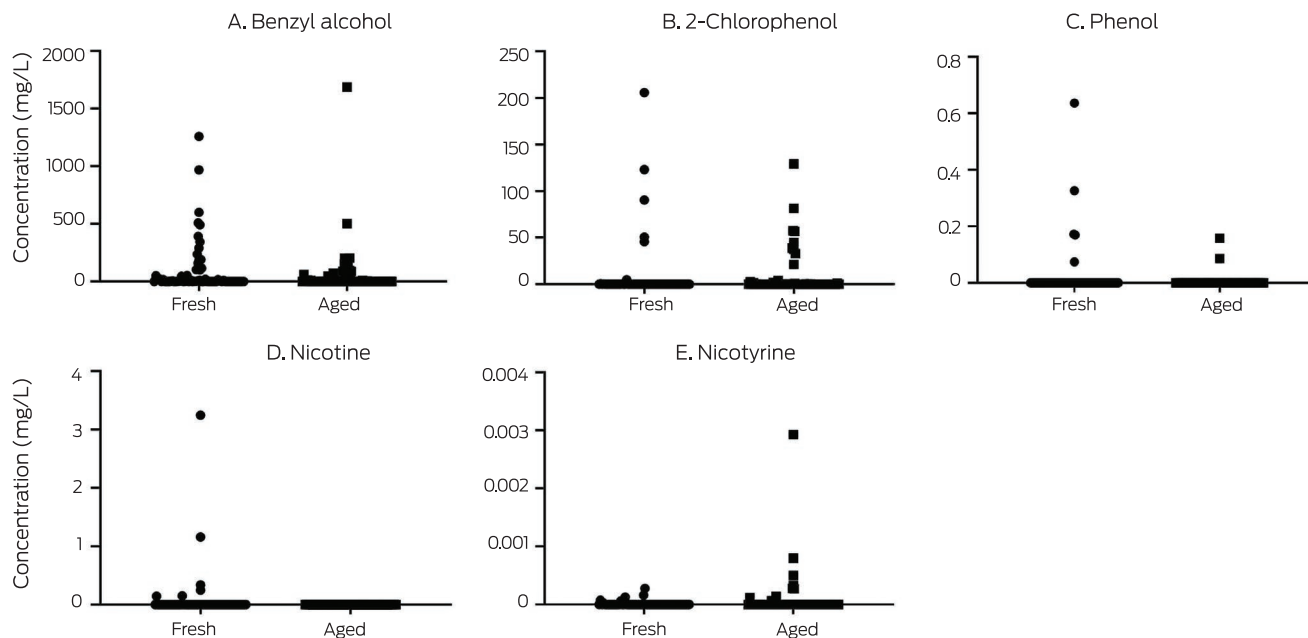 A. Benzyl alcohol
Concentration (mg/L)
2000
1500
1000
500
0
Fresh
Aged
B. 2-Chlorophenol
250
200
150
100
50
0
Fresh
Aged
C. Phenol
0.8
0.6
0.4
0.2
0
Fresh
Aged
D. Nicotine
Concentration (mg/L)
4
3
2
1
0
Fresh
Aged
E. Nicotyrine
0.004
0.003
0.002
0.001
0
Fresh
Aged